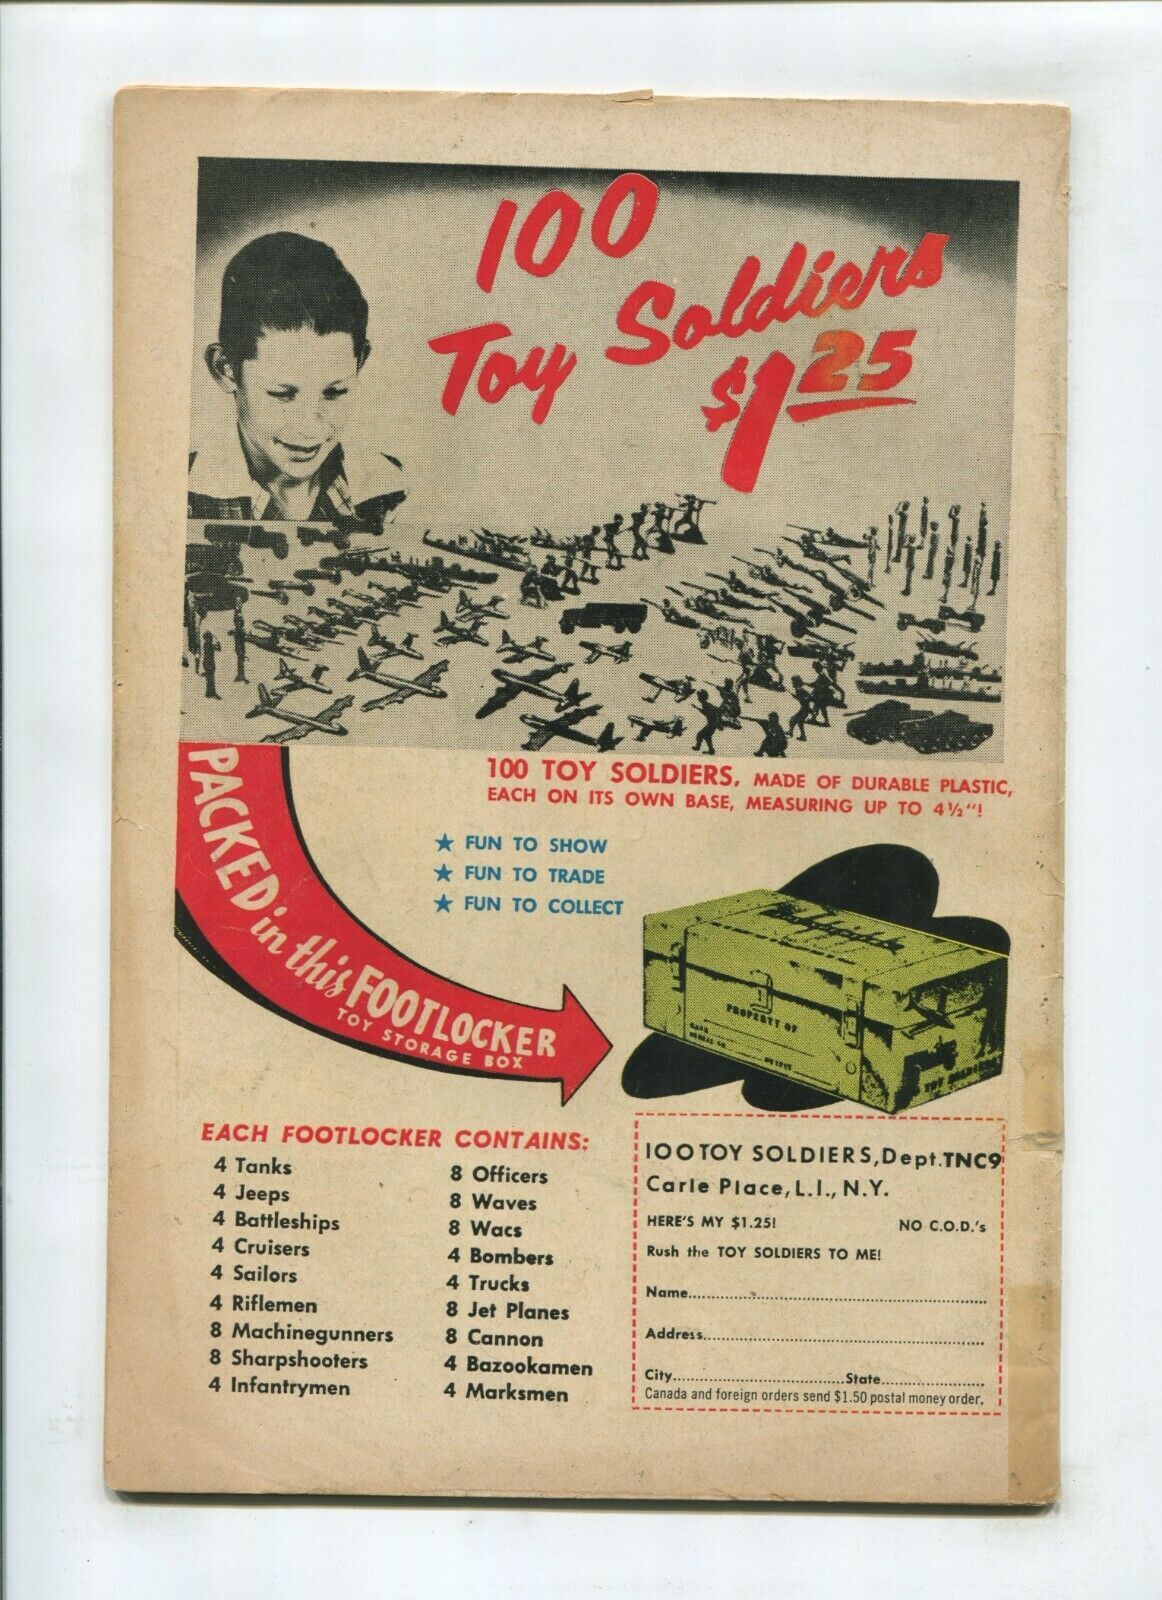 100
Toy Soldiers
$1.25
100 TOY SOLDIERS, MADE OF DURABLE PLASTIC,
EACH ON ITS OWN BASE, MEASURING UP TO 4½"!
★ FUN TO SHOW
★ FUN TO TRADE
★ FUN TO COLLECT
PACKED in this FOOTLOCKER
TOY STORAGE BOX
PROPERTY OF
TOY SOLDIERS
EACH FOOTLOCKER CONTAINS:
4 Tanks
4 Jeeps
4 Battleships
4 Cruisers
4 Sailors
4 Riflemen
8 Machinegunners
8 Sharpshooters
4 Infantrymen
8 Officers
8 Waves
8 Wacs
4 Bombers
4 Trucks
8 Jet Planes
8 Cannon
4 Bazookamen
4 Marksmen
100 TOY SOLDIERS, Dept. TNC9
Carle Place, L.I., N.Y.
HERE'S MY $1.25! NO C.O.D.'s
Rush the TOY SOLDIERS TO ME!
Name
Address
City State
Canada and foreign orders send $1.50 postal money order.